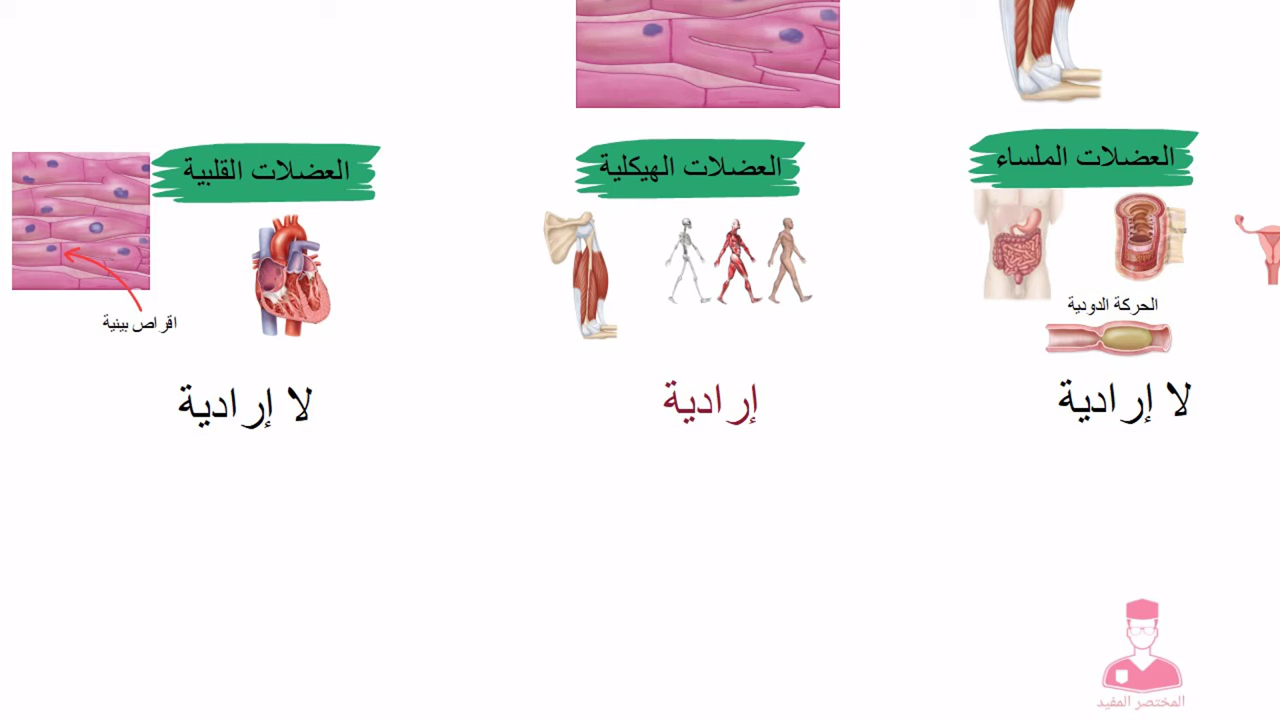 العضلات الملساء
العضلات الهيكلية
العضلات القلبية
الحركة الدودية
اقراص بينية
لا إرادية
إرادية
لا إرادية
المختصر المفيد